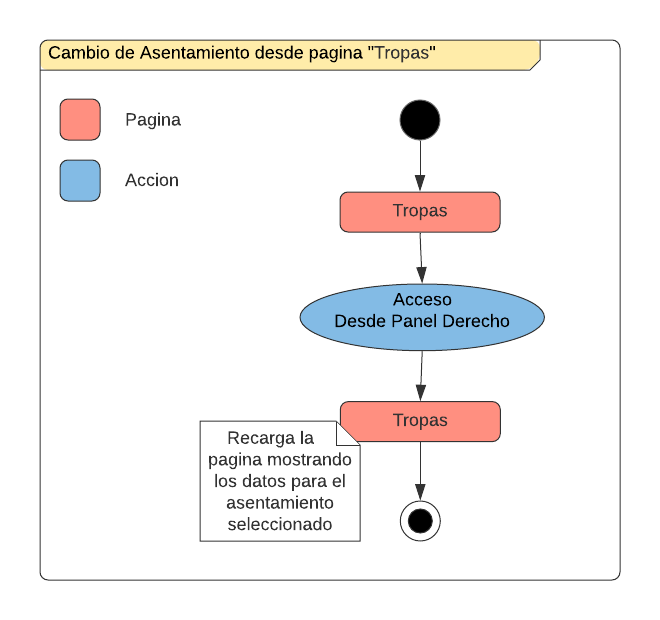 Cambio de Asentamiento desde pagina "Tropas"
Pagina
Accion
Tropas
Acceso
Desde Panel Derecho
Tropas
Recarga la
pagina mostrando
los datos para el
asentamiento
seleccionado